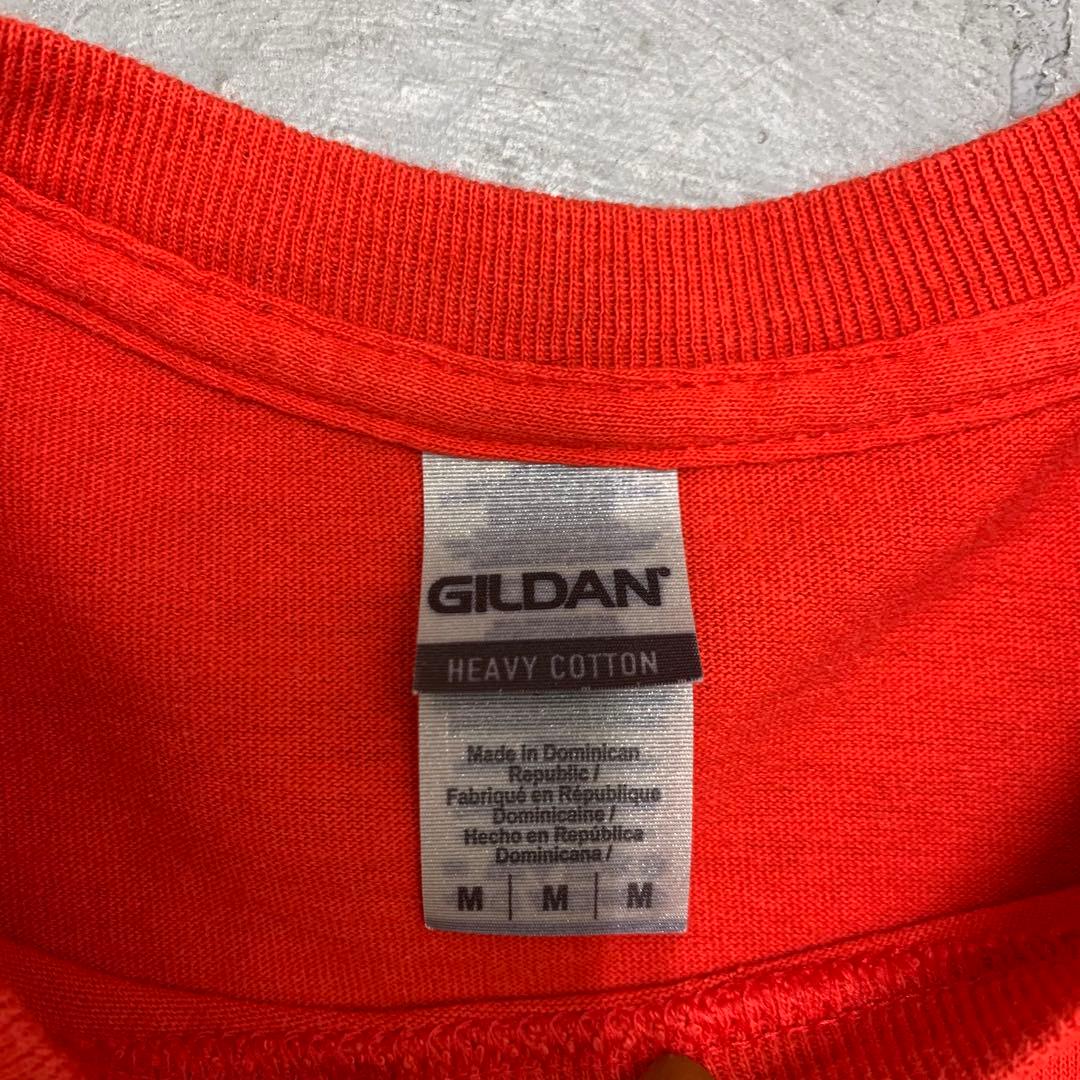 GILDAN®
HEAVY COTTON
Made in Dominican
Republic /
Fabriqué en République
Dominicaine /
Hecho en República
Dominicana /
M | M | M